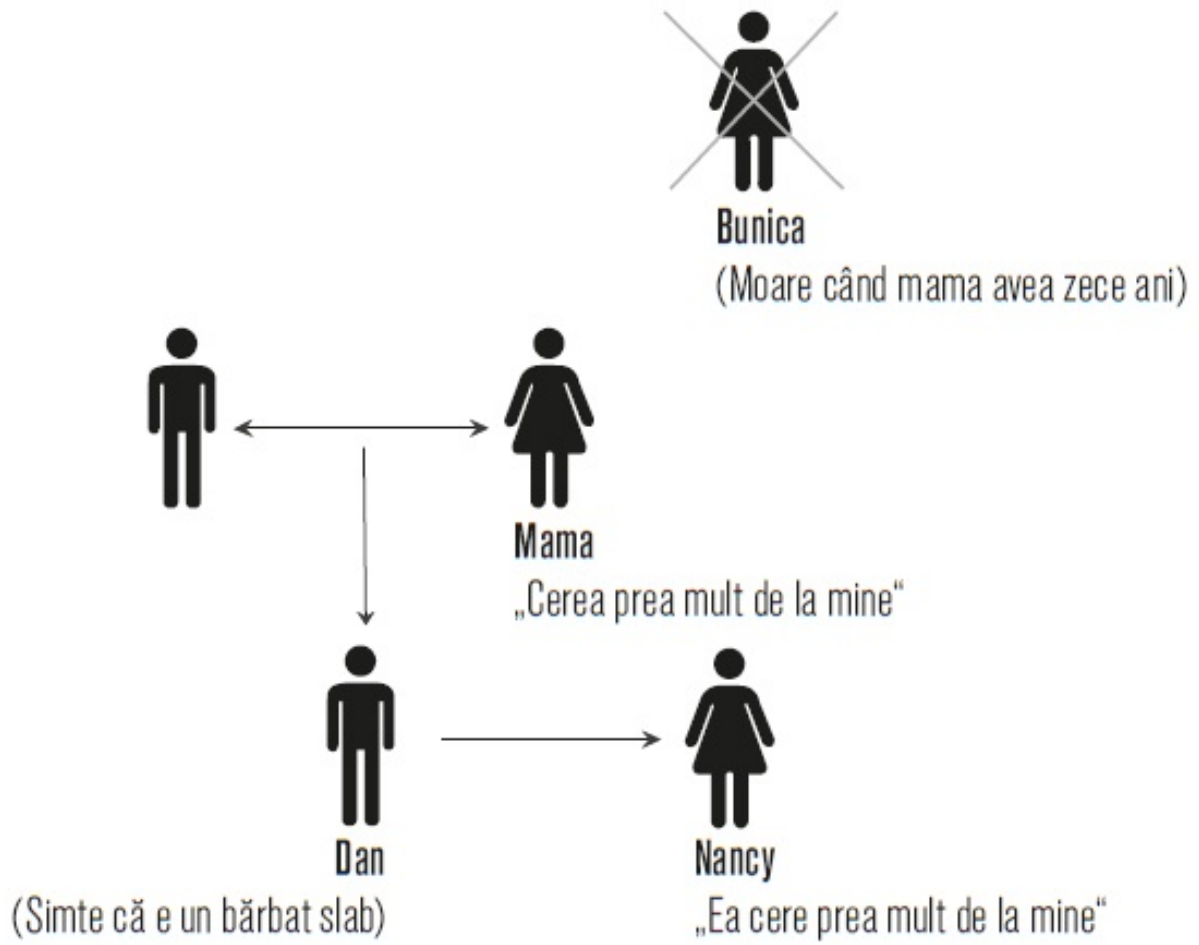 Bunica
(Moare când mama avea zece ani)
Mama
„Cerea prea mult de la mine“
Dan
(Simte că e un bărbat slab)
Nancy
„Ea cere prea mult de la mine“